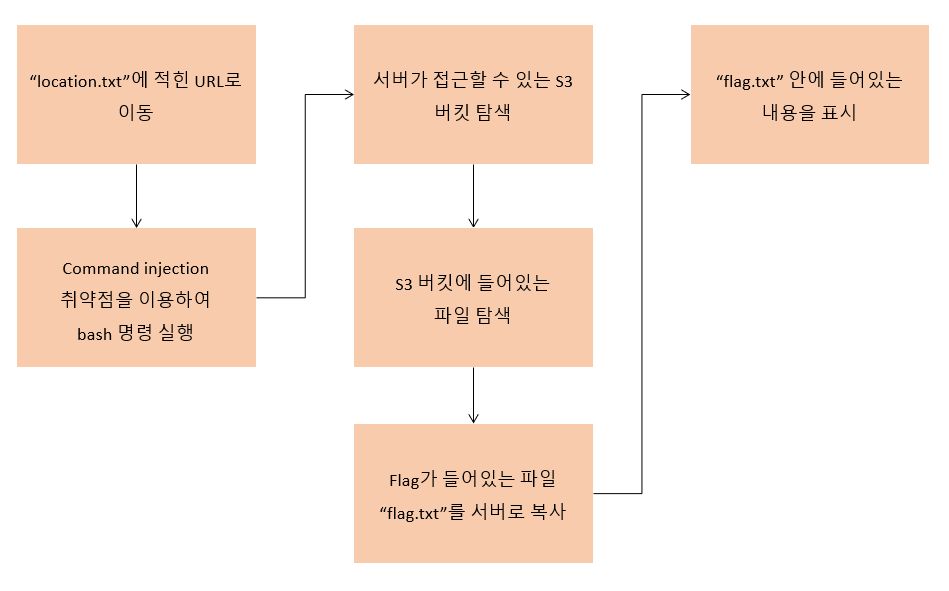 “location.txt”에 적힌 URL로
이동
Command injection
취약점을 이용하여
bash 명령 실행
서버가 접근할 수 있는 S3
버킷 탐색
S3 버킷에 들어있는
파일 탐색
Flag가 들어있는 파일
“flag.txt”를 서버로 복사
“flag.txt” 안에 들어있는
내용을 표시